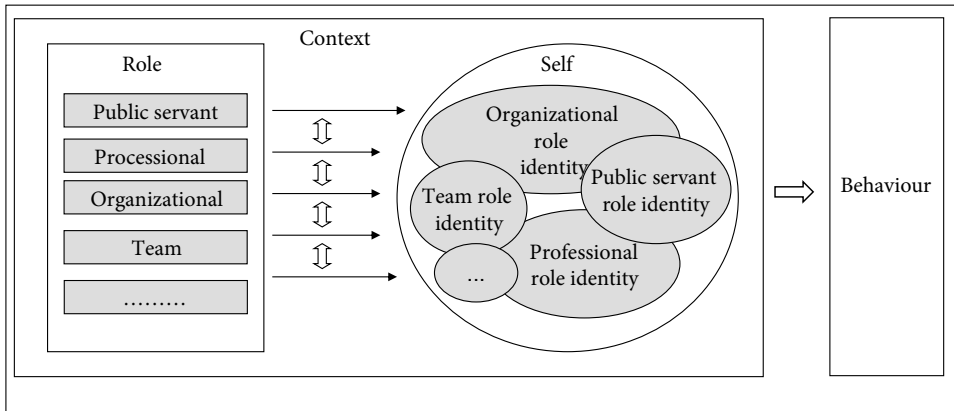 Context
Role
Public servant
Processional
Organizational
Team
………
Self
Organizational
role
identity
Public servant
role identity
Team role
identity
Professional
role identity
...
Behaviour